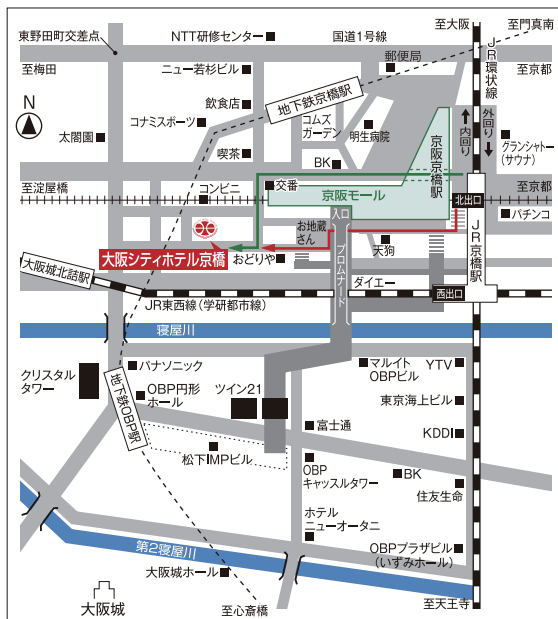 至大阪
至門真南
東野田町交差点
NTT研修センター
国道1号線
JR環状線
郵便局
至梅田
ニュー若杉ビル
至京都
N
飲食店
地下鉄京橋駅
コナミスポーツ
コムズ
ガーデン
明生病院
太閤園
内回り
外回り
グランシャトー
(サウナ)
喫茶
BK
京阪京橋駅
至淀屋橋
コンビニ
交番
京阪モール
至京都
北出口
パチンコ
入口
お地蔵
さん
天狗
JR京橋駅
大阪シティホテル京橋
おどりや
プロムナード
大阪城北詰駅
ダイエー
西出口
JR東西線(学研都市線)
寝屋川
パナソニック
マルイト
OBPビル
YTV
クリスタル
タワー
地下鉄OBP駅
OBP円形
ホール
ツイン21
東京海上ビル
富士通
KDDI
松下IMPビル
OBP
キャッスルタワー
BK
住友生命
ホテル
ニューオータニ
第2寝屋川
OBPプラザビル
(いずみホール)
大阪城ホール
大阪城
至心斎橋
至天王寺